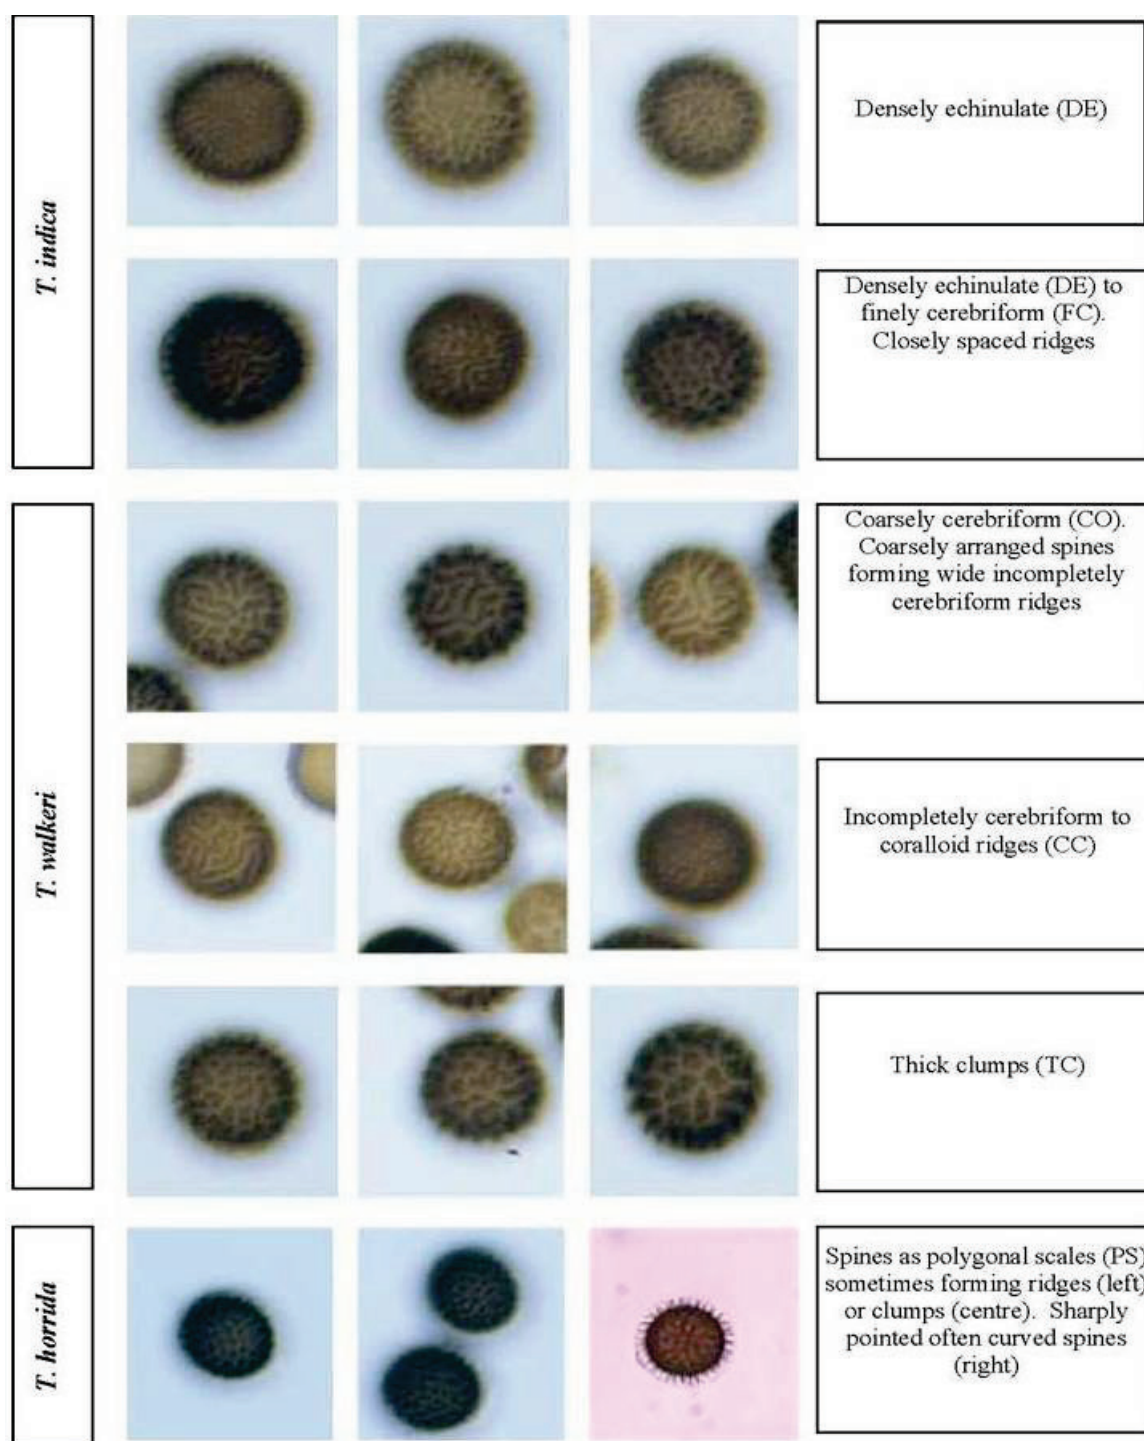 T. indica
Densely echinulate (DE)
Densely echinulate (DE) to
finely cerebriform (FC).
Closely spaced ridges
T. walkeri
Coarsely cerebriform (CO).
Coarsely arranged spines
forming wide incompletely
cerebriform ridges
Incompletely cerebriform to
coralloid ridges (CC)
Thick clumps (TC)
T. horrida
Spines as polygonal scales (PS)
sometimes forming ridges (left)
or clumps (centre). Sharply
pointed often curved spines
(right)